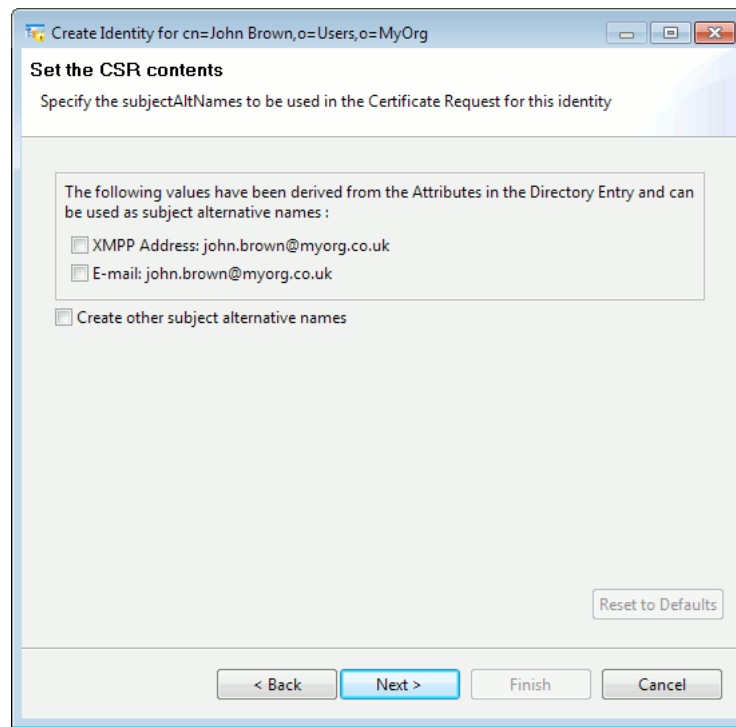 Create Identity for cn=John Brown,o=Users,o=MyOrg
Set the CSR contents
Specify the subjectAltNames to be used in the Certificate Request for this identity
The following values have been derived from the Attributes in the Directory Entry and can
be used as subject alternative names :
XMPP Address: john.brown@myorg.co.uk
E-mail: john.brown@myorg.co.uk
Create other subject alternative names
Reset to Defaults
< Back Next > Finish Cancel